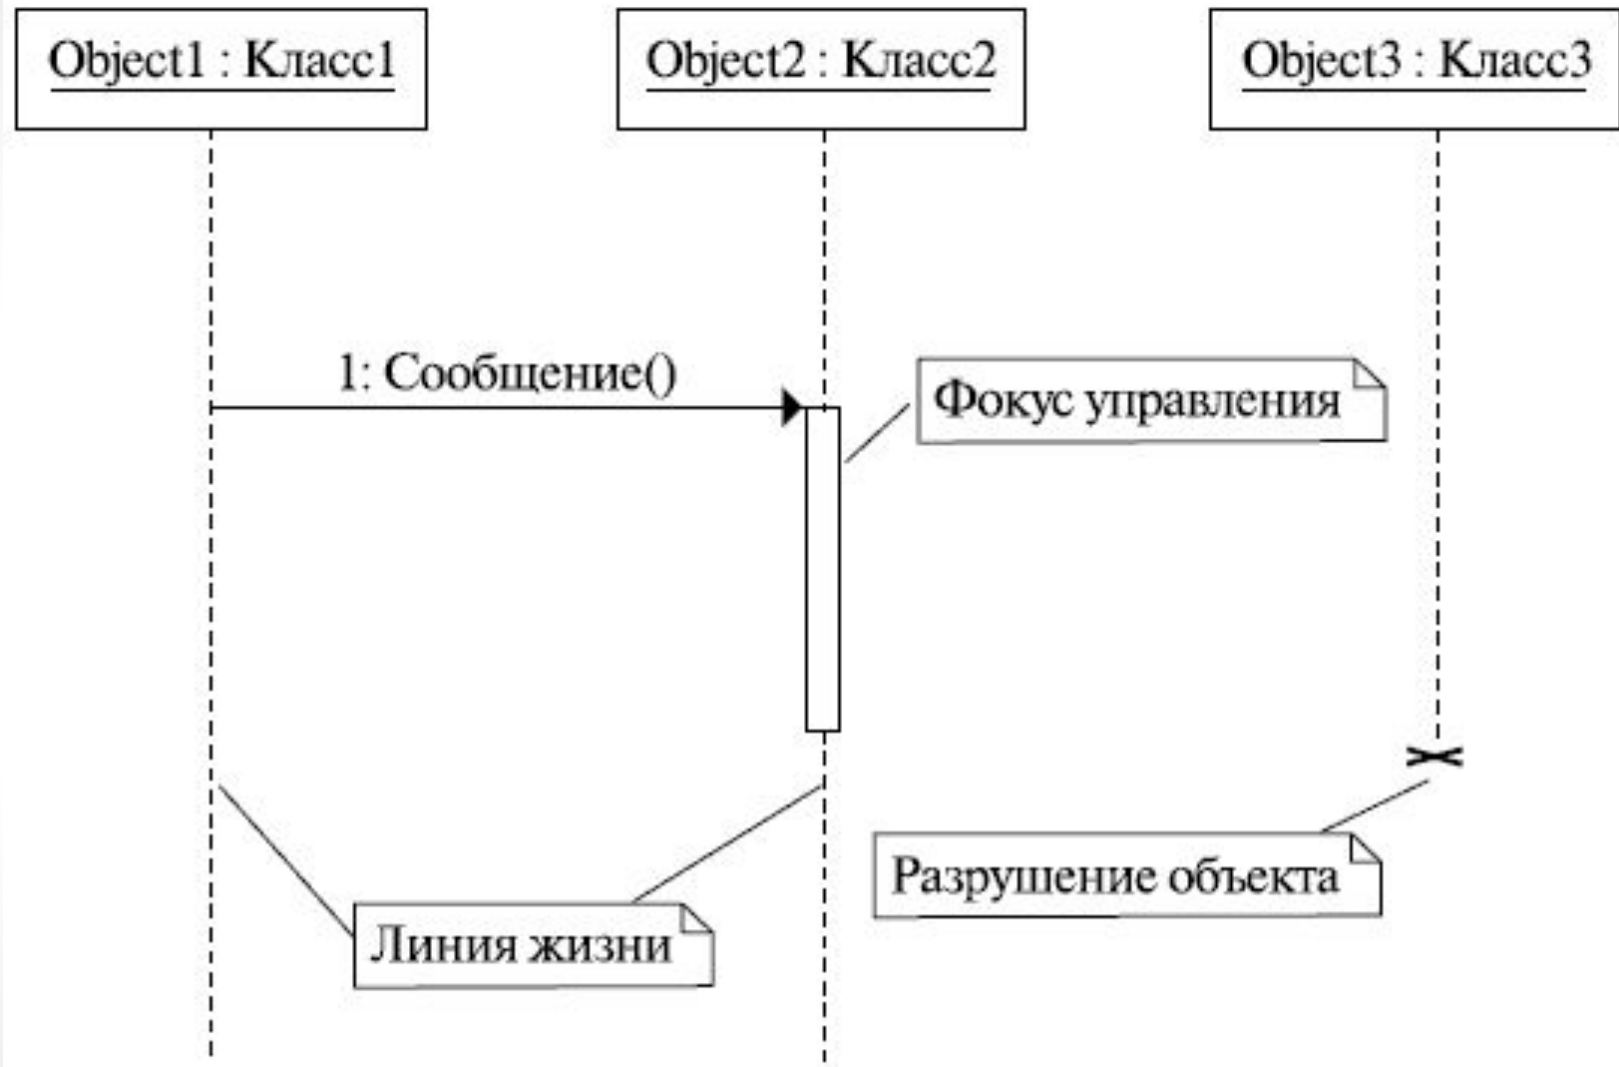 Object1 : Класс1
Object2 : Класс2
Object3 : Класс3
1: Сообщение()
Фокус управления
Разрушение объекта
Линия жизни